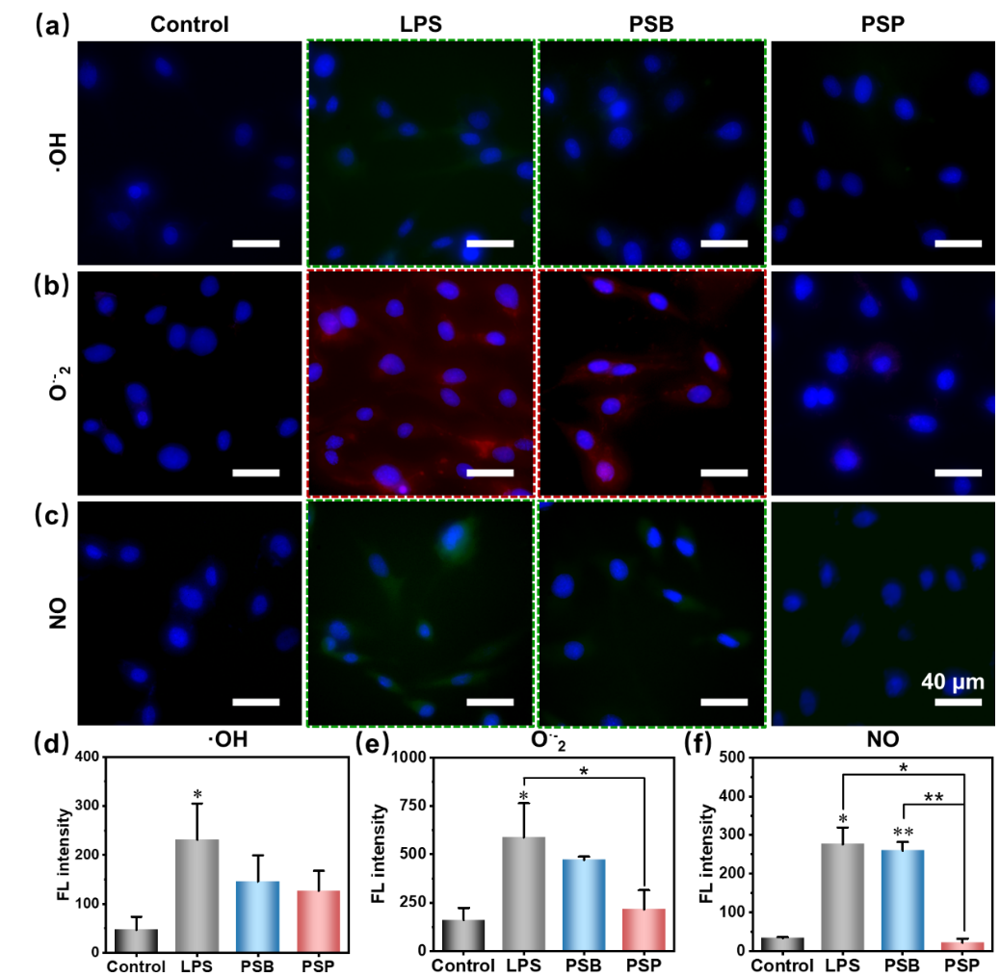 (a) Control LPS PSB PSP
·OH
(b)
O·-2
(c)
NO
40 μm
(d) ·OH
FL intensity
400
300
200
100
0
*
Control LPS PSB PSP
(e) O·-2
FL intensity
1000
750
500
250
0
*
*
Control LPS PSB PSP
(f) NO
FL intensity
500
400
300
200
100
0
*
**
*
**
Control LPS PSB PSP